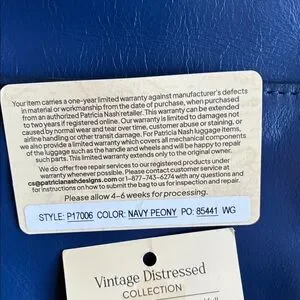 Your item carries a one-year limited warranty against manufacturer's defects
in material or workmanship from the date of purchase, when purchased
from an authorized Patricia Nash retailer. This warranty can be extended
to two years if registered online. Our warranty is limited to damages not
caused by normal wear and tear over time, customer abuse or staining, or
airline handling or other transit damage. For Patricia Nash luggage items,
we also provide a limited warranty which covers all mechanical components
of the luggage such as the handle and wheels and will be happy to repair
such parts. This limited warranty extends only to the original owner.
We do offer free repair services to our registered products under
warranty whenever possible. Please contact customer service at
cs@patricianashdesigns.com or 1-877-743-6274 with any questions and
for instructions on how to submit the bag to us for inspection and repair.
Please allow 4-6 weeks for processing.
STYLE: P17006 COLOR: NAVY PEONY PO: 85441 WG
Vintage Distressed
COLLECTION